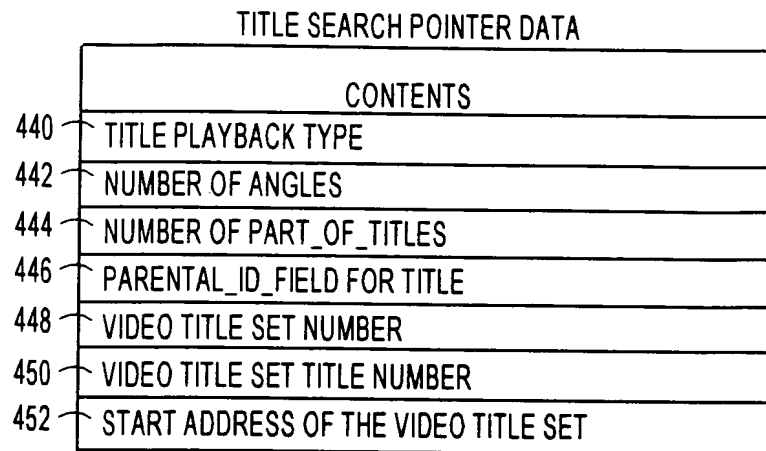 TITLE SEARCH POINTER DATA
CONTENTS
440 TITLE PLAYBACK TYPE
442 NUMBER OF ANGLES
444 NUMBER OF PART_OF_TITLES
446 PARENTAL_ID_FIELD FOR TITLE
448 VIDEO TITLE SET NUMBER
450 VIDEO TITLE SET TITLE NUMBER
452 START ADDRESS OF THE VIDEO TITLE SET